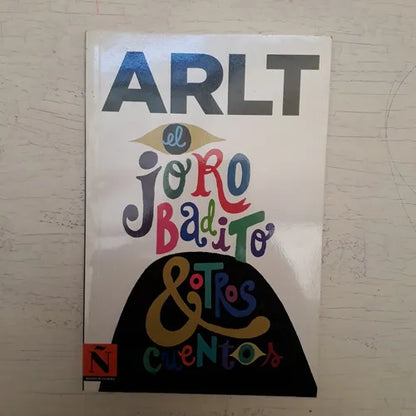 ARLT
el
joRO
BaditO
& OtROS
cuentos
Ñ